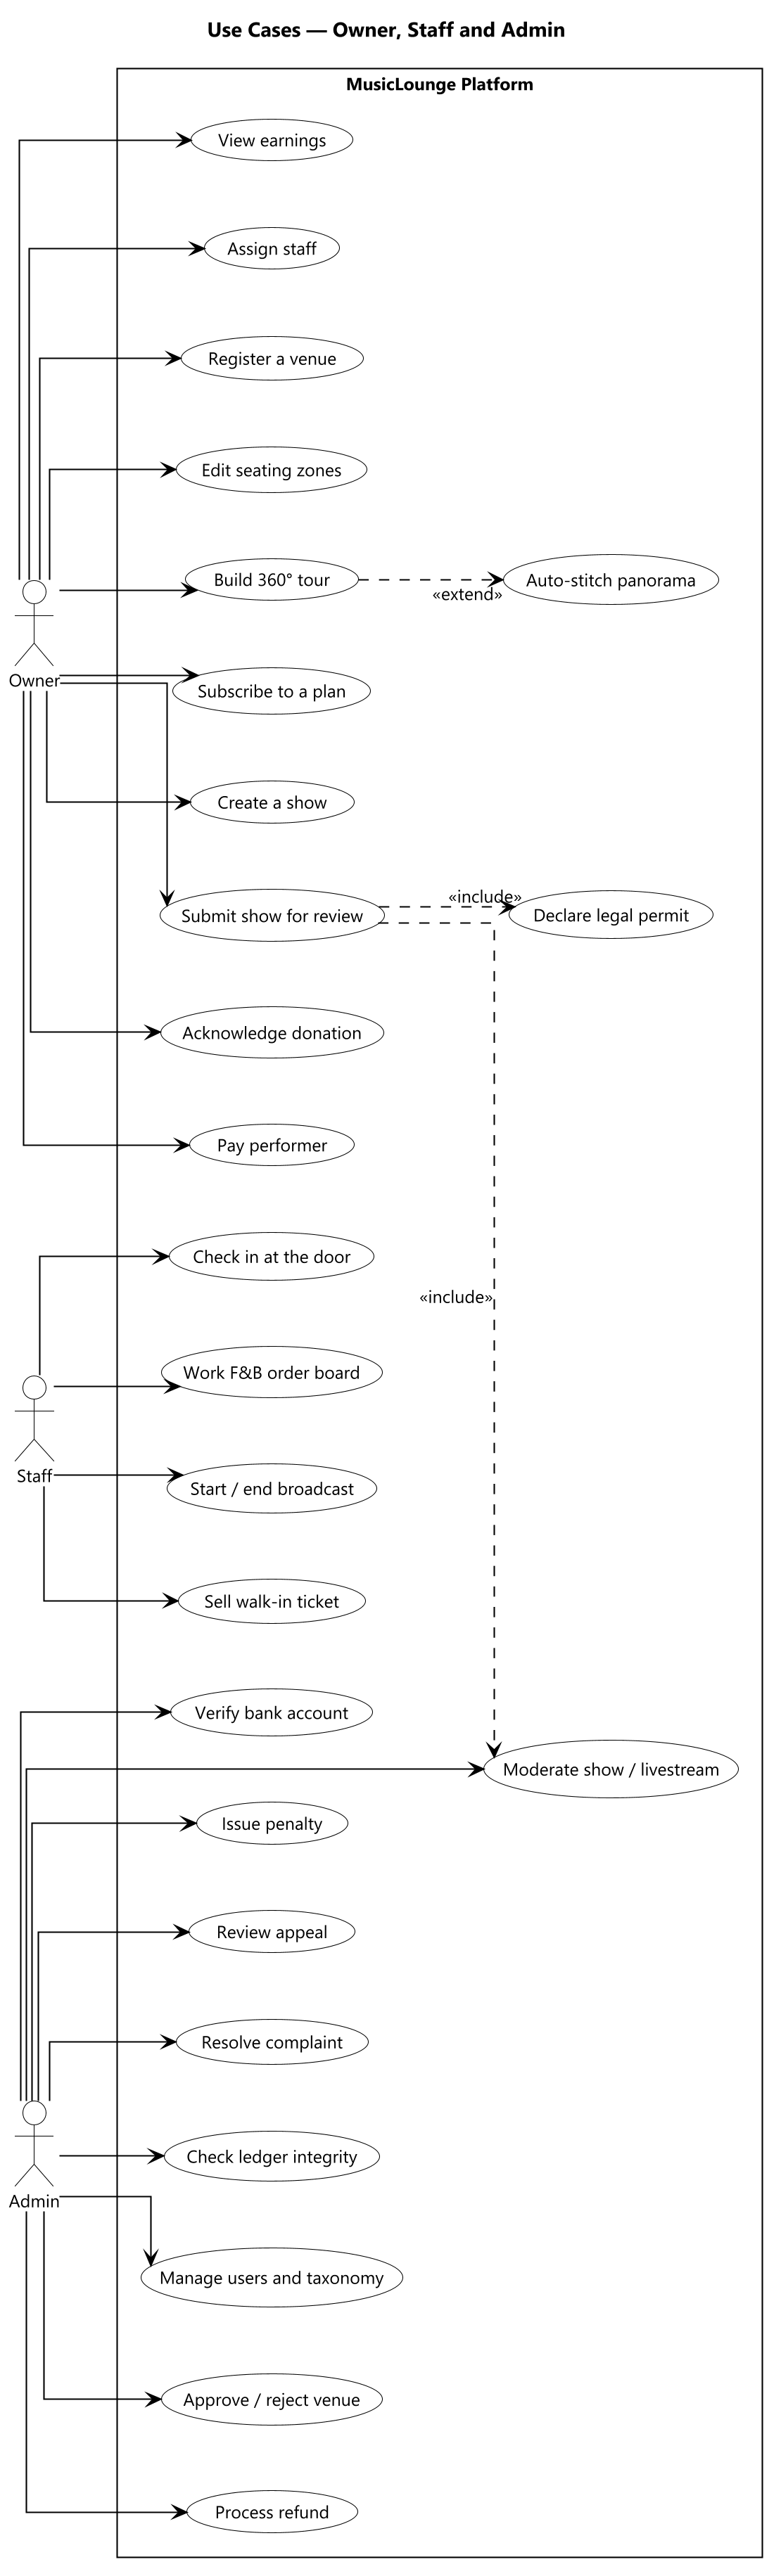 Use Cases — Owner, Staff and Admin
MusicLounge Platform
View earnings
Assign staff
Register a venue
Edit seating zones
Build 360° tour
Auto-stitch panorama
«extend»
Owner
Subscribe to a plan
Create a show
«include»
Submit show for review
Declare legal permit
Acknowledge donation
Pay performer
Check in at the door
«include»
Work F&B order board
Staff
Start / end broadcast
Sell walk-in ticket
Verify bank account
Moderate show / livestream
Issue penalty
Review appeal
Resolve complaint
Check ledger integrity
Admin
Manage users and taxonomy
Approve / reject venue
Process refund